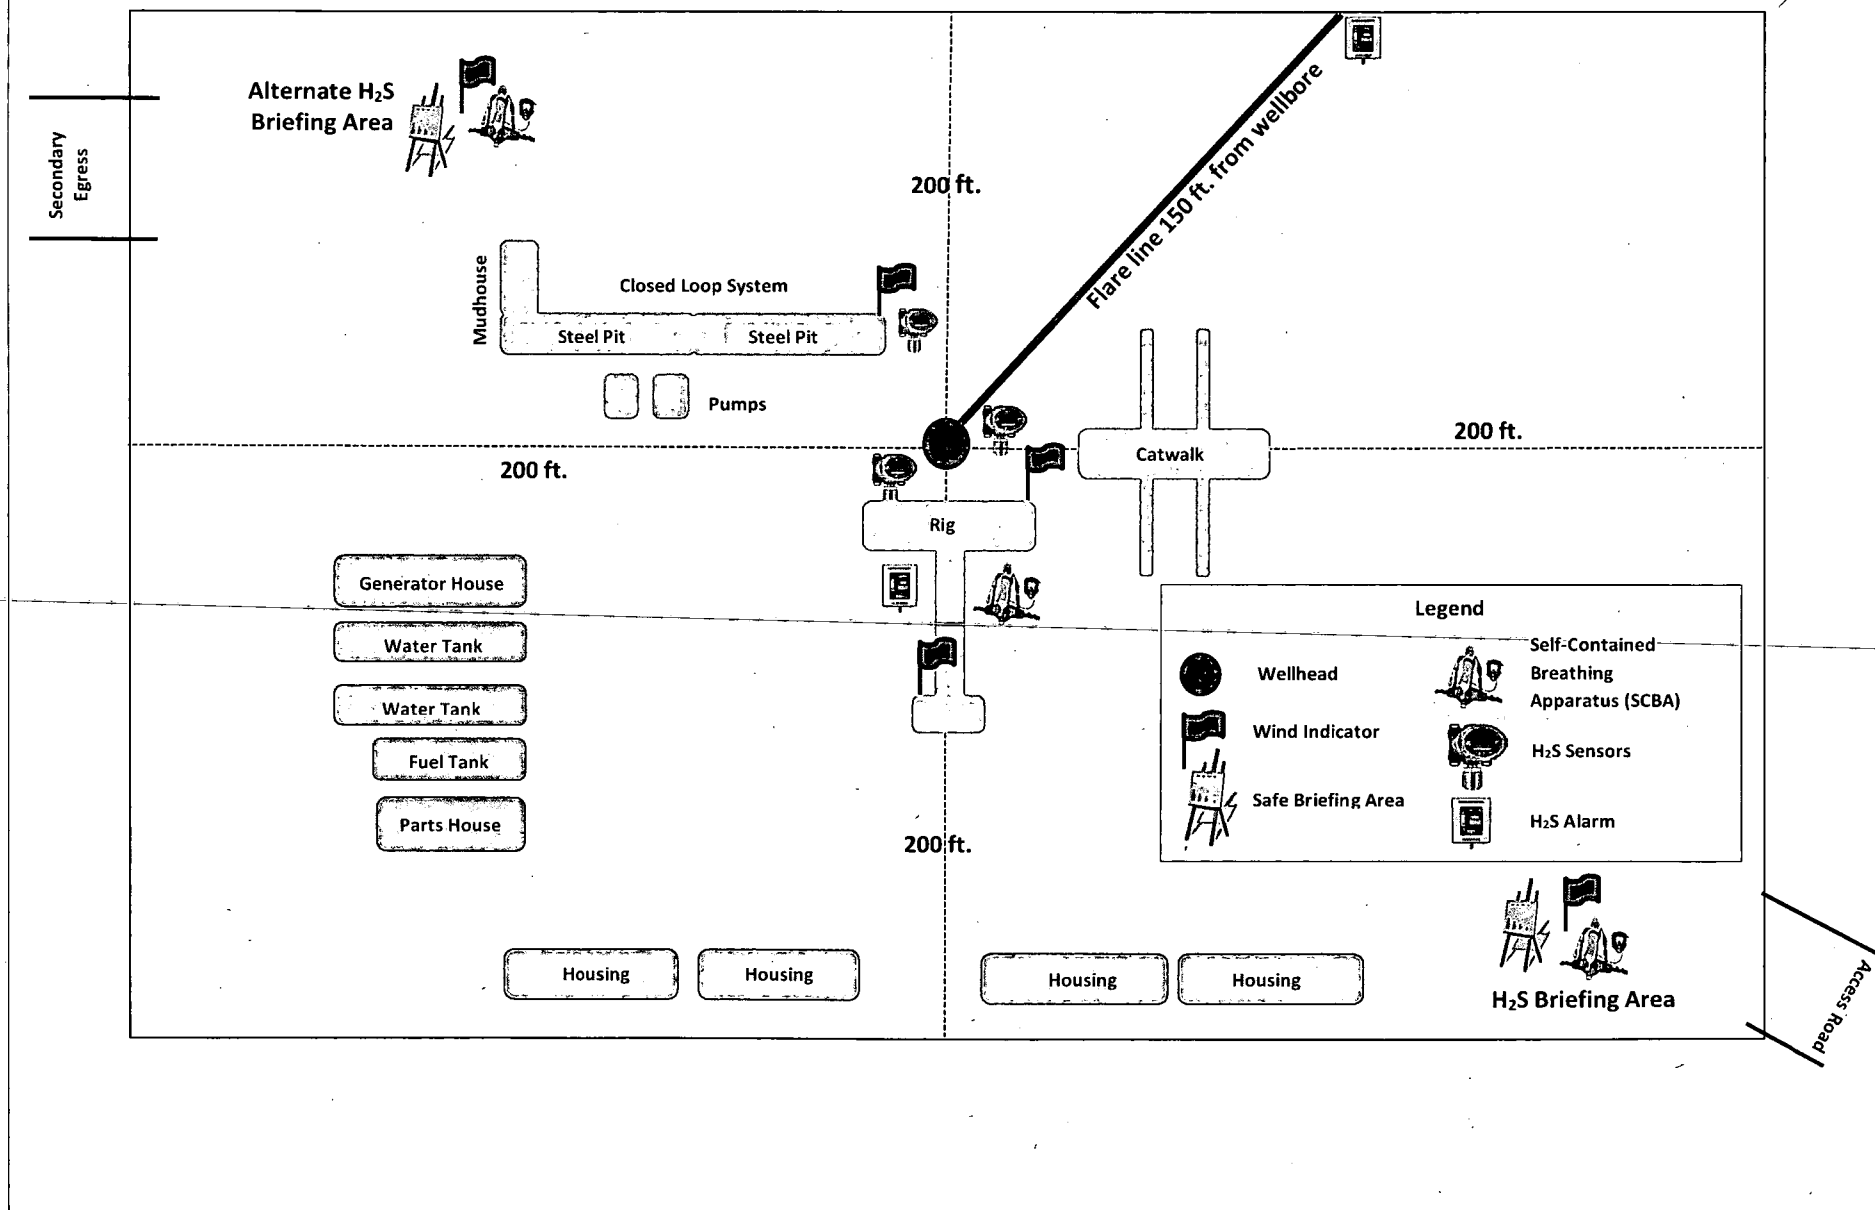 Alternate H₂S
Briefing Area
Secondary
Egress
200 ft.
Flare line 150 ft. from wellbore
Mudhouse
Closed Loop System
Steel Pit
Steel Pit
Pumps
200 ft.
200 ft.
Catwalk
Rig
Generator House
Water Tank
Water Tank
Fuel Tank
Parts House
200 ft.
Legend
Wellhead
Wind Indicator
Safe Briefing Area
Self-Contained
Breathing
Apparatus (SCBA)
H₂S Sensors
H₂S Alarm
Housing
Housing
Housing
Housing
H₂S Briefing Area
Access Road